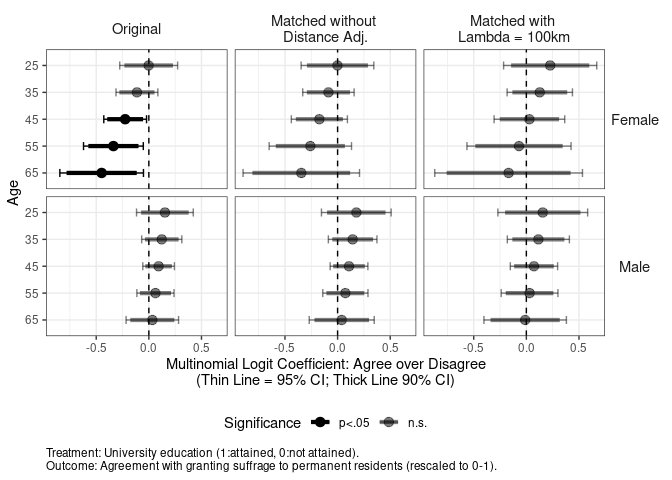 Original
Matched without
Distance Adj.
Matched with
Lambda = 100km
Age
25
35
45
55
65
Female
25
35
45
55
65
Male
-0.5 0.0 0.5 -0.5 0.0 0.5 -0.5 0.0 0.5
Multinomial Logit Coefficient: Agree over Disagree
(Thin Line = 95% CI; Thick Line 90% CI)
Significance p<.05 n.s.
Treatment: University education (1:attained, 0:not attained).
Outcome: Agreement with granting suffrage to permanent residents (rescaled to 0-1).